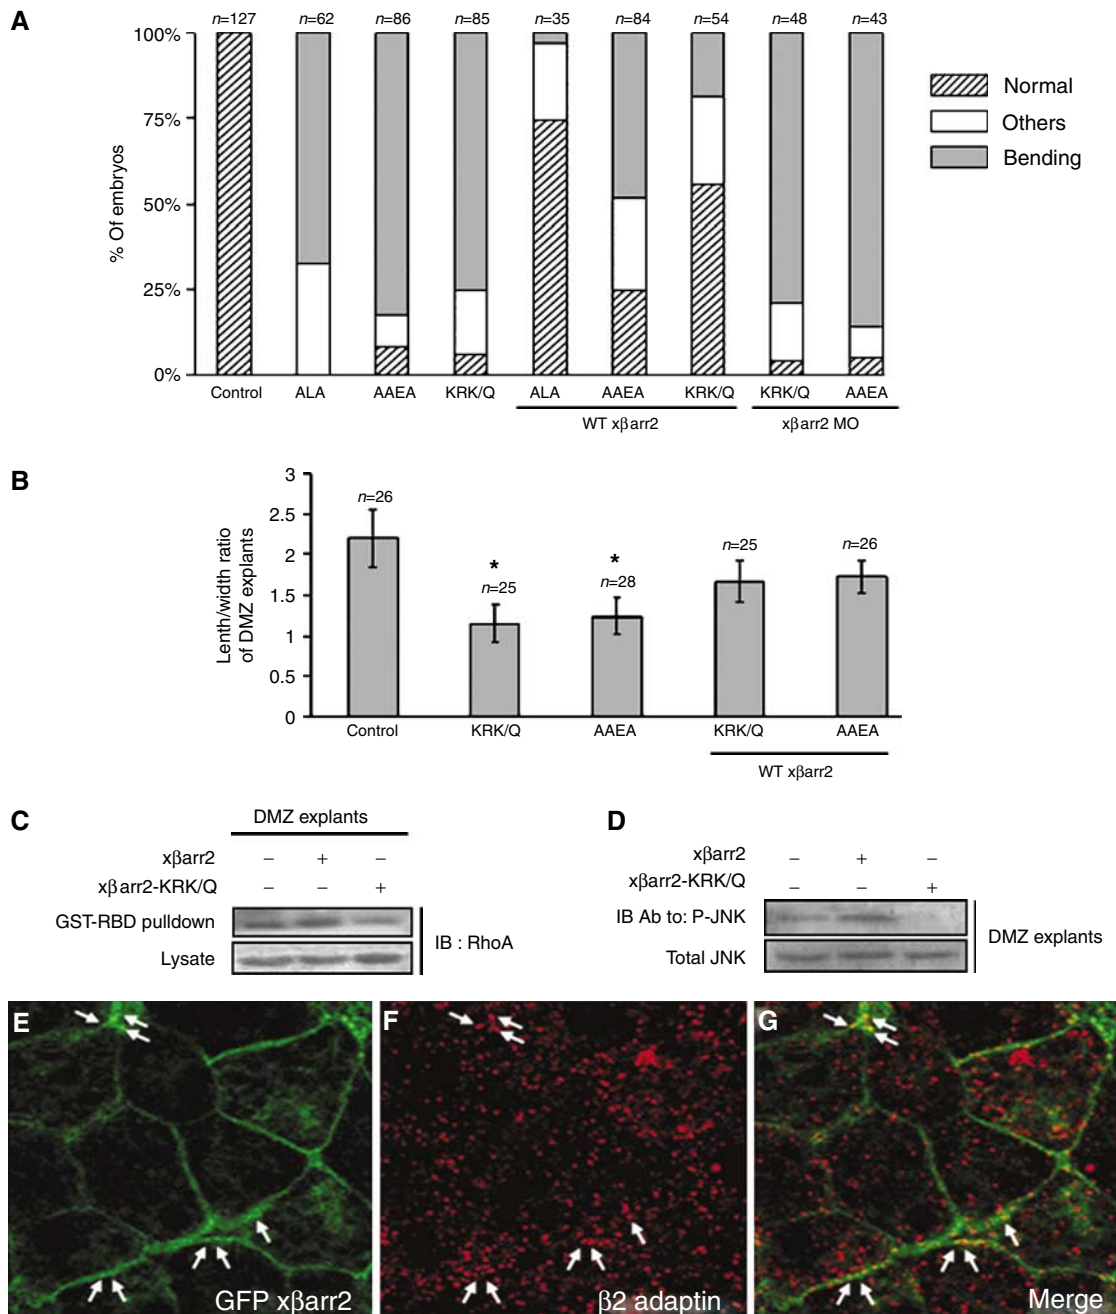 A
n=127 n=62 n=86 n=85 n=35 n=84 n=54 n=48 n=43
100%
75%
50%
25%
0%
% Of embryos
Normal
Others
Bending
Control ALA AAEA KRK/Q ALA AAEA KRK/Q KRK/Q AAEA
WT xβarr2 xβarr2 MO
B
3
2.5
2
1.5
1
0.5
0
Lenth/width ratio
of DMZ explants
n=26
*
n=25
*
n=28
n=25
n=26
Control KRK/Q AAEA KRK/Q AAEA
WT xβarr2
C
DMZ explants
xβarr2 – + –
xβarr2-KRK/Q – – +
GST-RBD pulldown
Lysate
IB : RhoA
D
xβarr2 – + –
xβarr2-KRK/Q – – +
IB Ab to: P-JNK
Total JNK
DMZ explants
E
GFP xβarr2
F
β2 adaptin
G
Merge